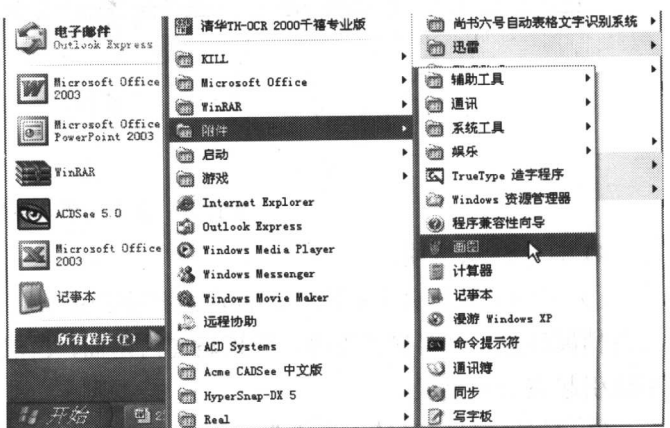 电子邮件
Outlook Express
Microsoft Office
2003
Microsoft Office
PowerPoint 2003
WinRAR
ACDSee 5.0
Microsoft Office
2003
记事本
所有程序(P)
开始
清华TH-OCR 2000千禧专业版
KILL
Microsoft Office
WinRAR
附件
启动
游戏
Internet Explorer
Outlook Express
Windows Media Player
Windows Messenger
Windows Movie Maker
远程协助
ACD Systems
Acme CADSee 中文版
HyperSnap-DX 5
Real
尚书六号自动表格文字识别系统
迅雷
辅助工具
通讯
系统工具
娱乐
TrueType 造字程序
Windows 资源管理器
程序兼容性向导
画图
计算器
记事本
漫游 Windows XP
命令提示符
通讯簿
同步
写字板